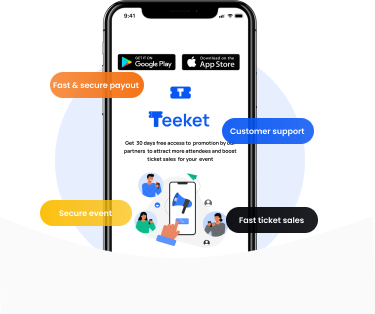 9:41
GET IT ON
Google Play
Download on the
App Store
Fast & secure payout
Teeket
Customer support
Get 30 days free access to promotion by our
partners to attract more attendees and boost
ticket sales for your event
Secure event
Fast ticket sales